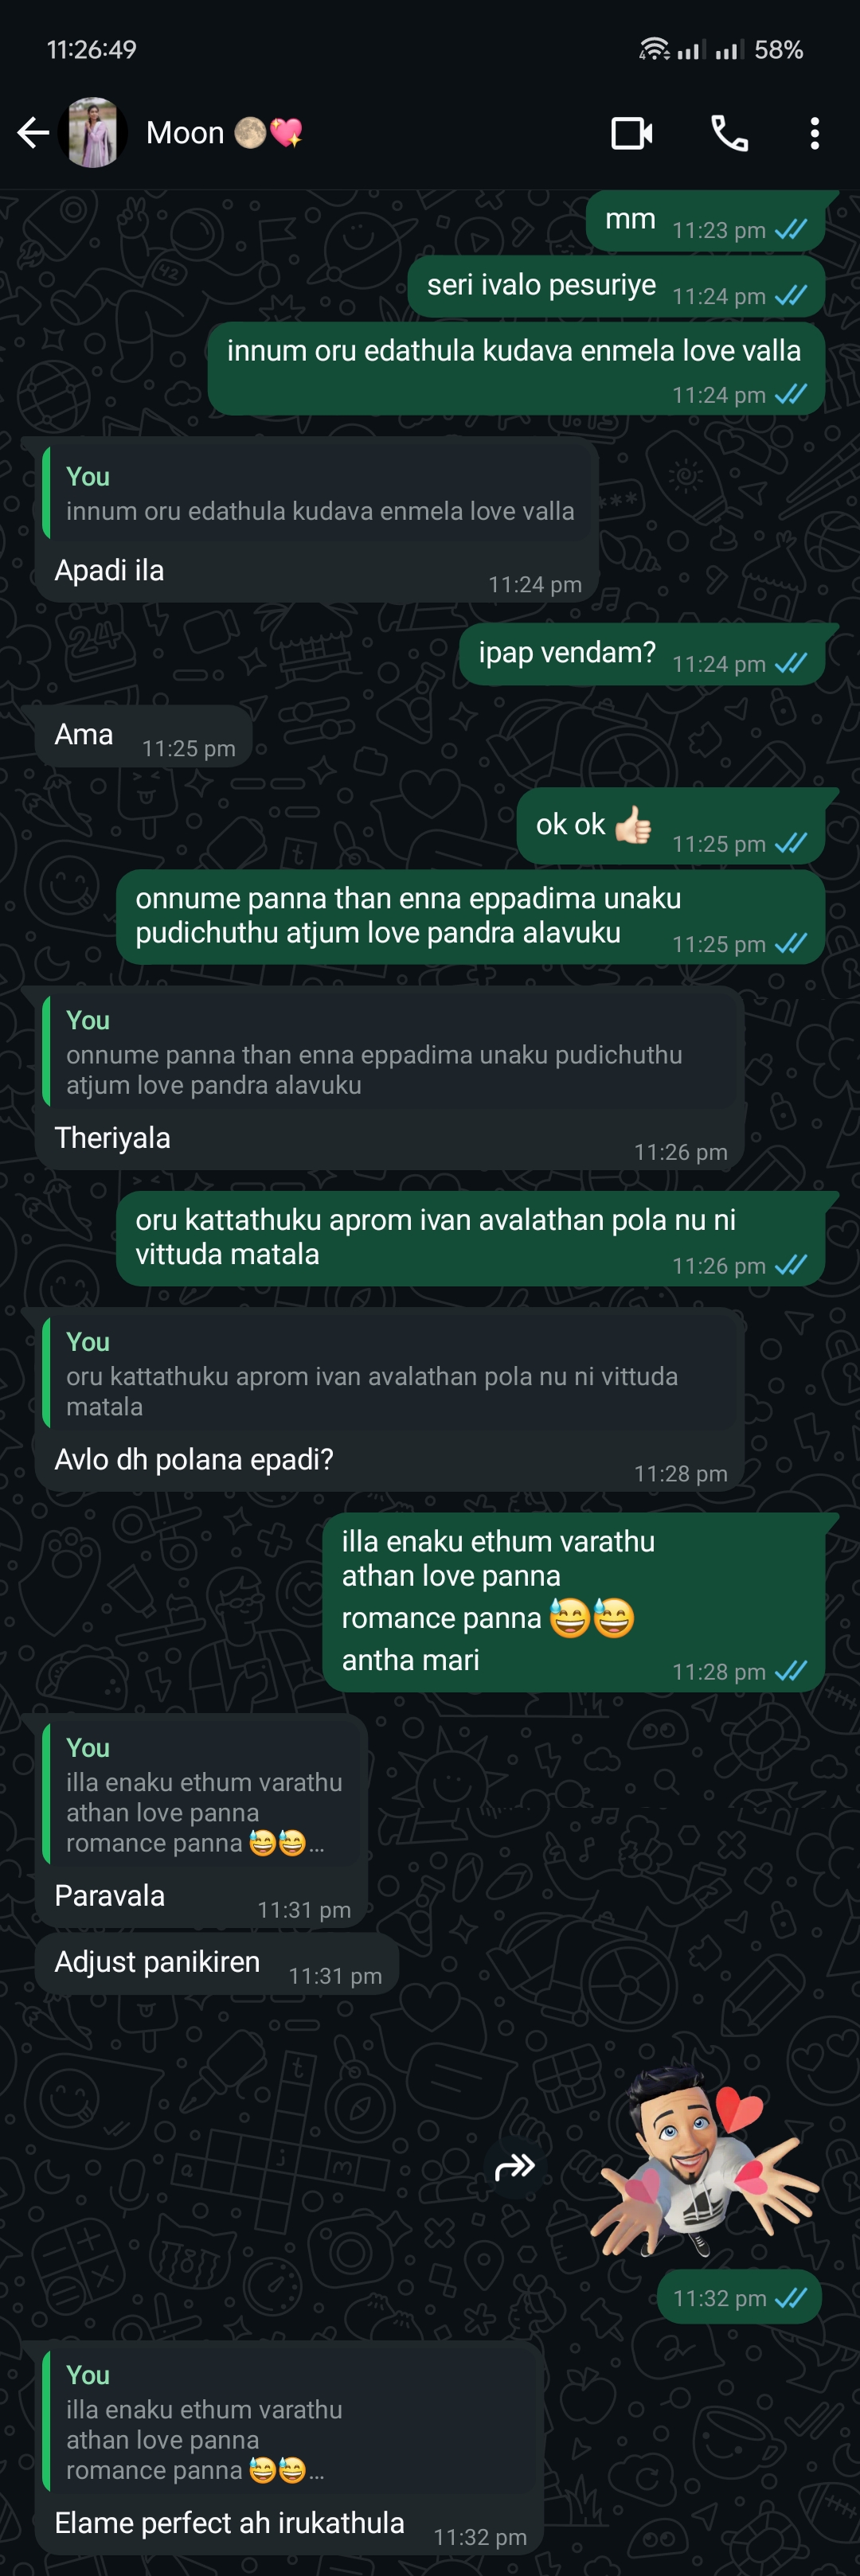 11:26:49
58%
Moon 🌕💖
mm 11:23 pm
seri ivalo pesuriye 11:24 pm
innum oru edathula kudava enmela love valla
11:24 pm
You
innum oru edathula kudava enmela love valla
Apadi ila 11:24 pm
ipap vendam? 11:24 pm
Ama 11:25 pm
ok ok 👍🏻 11:25 pm
onnume panna than enna eppadima unaku
pudichuthu atjum love pandra alavuku 11:25 pm
You
onnume panna than enna eppadima unaku pudichuthu
atjum love pandra alavuku
Theriyala 11:26 pm
oru kattathuku aprom ivan avalathan pola nu ni
vittuda matala 11:26 pm
You
oru kattathuku aprom ivan avalathan pola nu ni vittuda
matala
Avlo dh polana epadi? 11:28 pm
illa enaku ethum varathu
athan love panna
romance panna 😅😅
antha mari 11:28 pm
You
illa enaku ethum varathu
athan love panna
romance panna 😅😅...
Paravala 11:31 pm
Adjust panikiren 11:31 pm
11:32 pm
You
illa enaku ethum varathu
athan love panna
romance panna 😅😅...
Elame perfect ah irukathula 11:32 pm